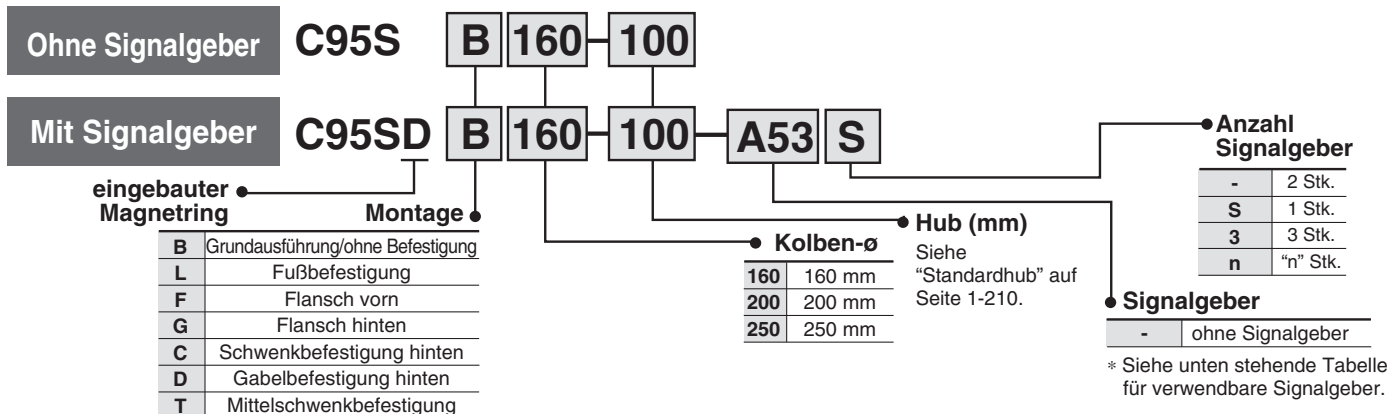 Ohne Signalgeber C95S B 160-100
Mit Signalgeber C95SD B 160-100-A53 S
eingebauter
Magnetring
Montage
B Grundausführung/ohne Befestigung
L Fußbefestigung
F Flansch vorn
G Flansch hinten
C Schwenkbefestigung hinten
D Gabelbefestigung hinten
T Mittelschwenkbefestigung
Kolben-ø
160 160 mm
200 200 mm
250 250 mm
Hub (mm)
Siehe
"Standardhub" auf
Seite 1-210.
Anzahl
Signalgeber
- 2 Stk.
S 1 Stk.
3 3 Stk.
n “n” Stk.
Signalgeber
- ohne Signalgeber
* Siehe unten stehende Tabelle
für verwendbare Signalgeber.